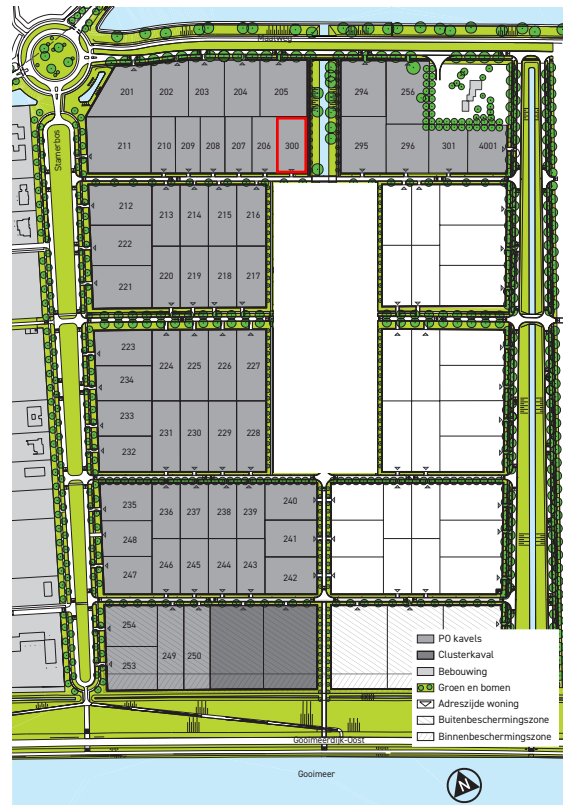 Maatweg
201 202 203 204 205 294 256
211 210 209 208 207 206 300 295 296 301 4001
Stamerbos
212 213 214 215 216
222
221 220 219 218 217
223 224 225 226 227
234
233 231 230 229 228
232
235 236 237 238 239 240
248 241
247 246 245 244 243 242
254 249 250
253
PO kavels
Clusterkaval
Bebouwing
Groen en bomen
Adreszijde woning
Buitenbeschermingszone
Binnenbeschermingszone
Gooimeerdijk-Oost
Gooimeer
N